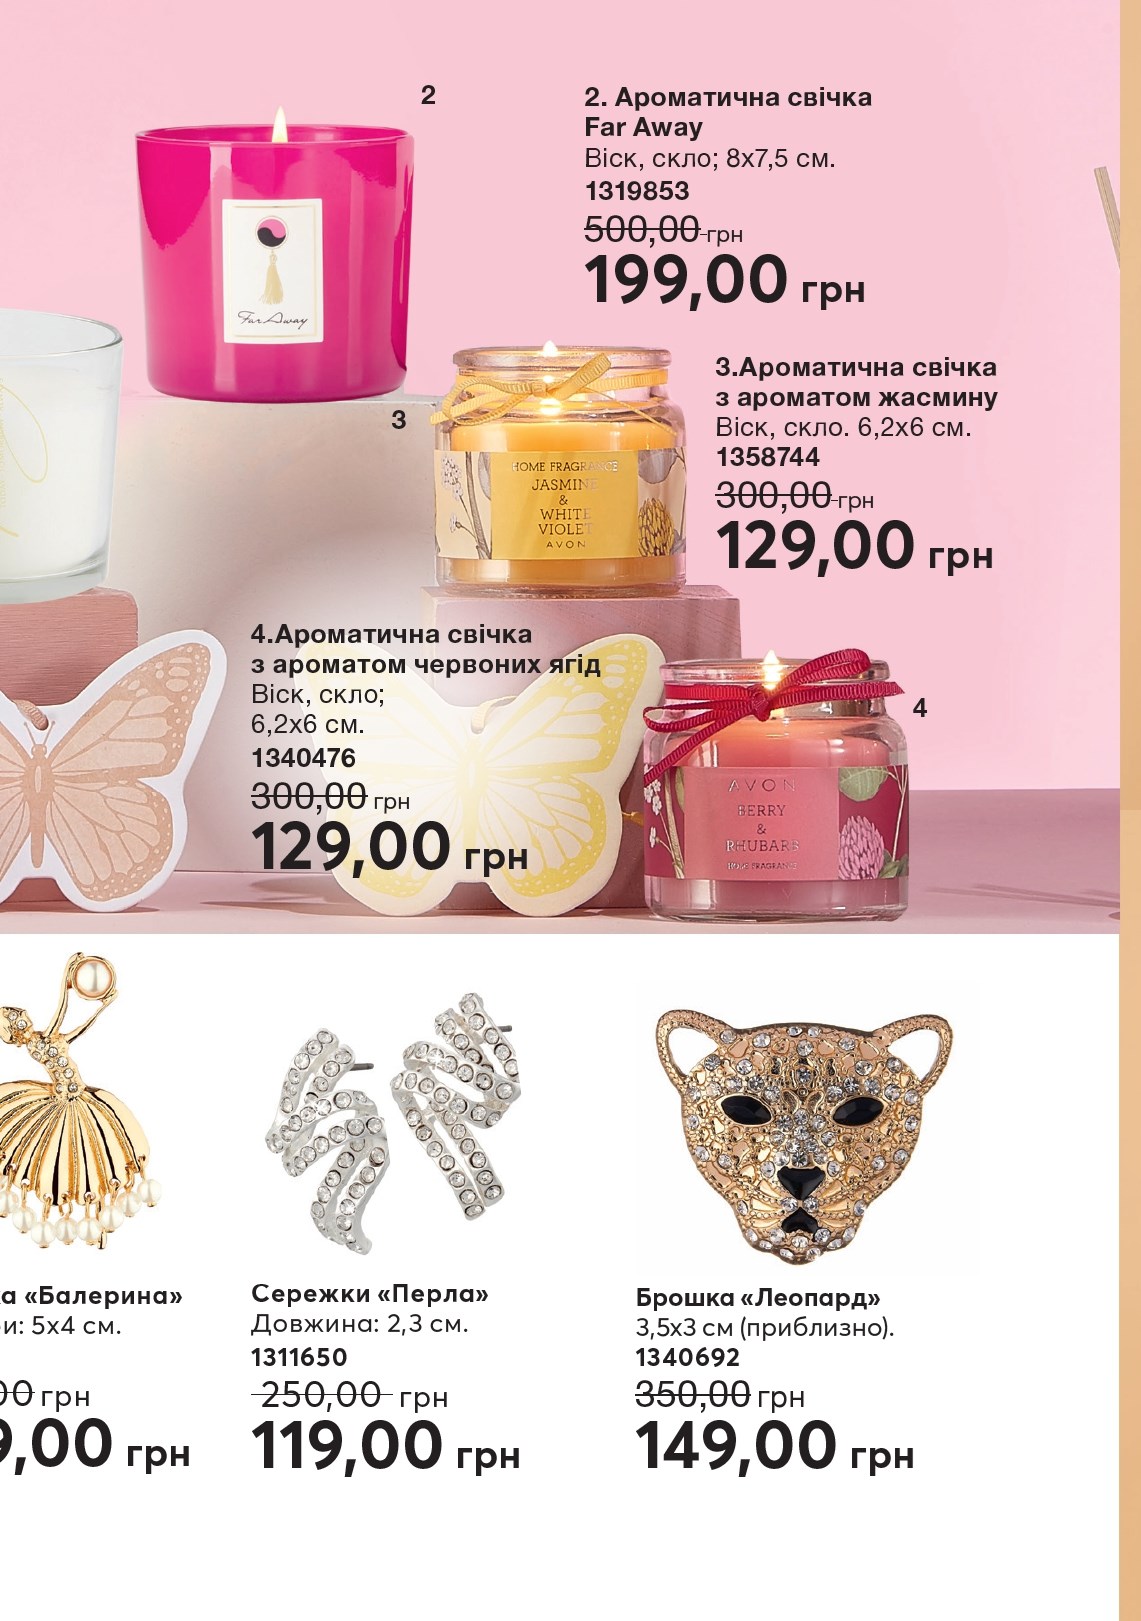 2
2. Ароматична свічка
Far Away
Віск, скло; 8х7,5 см.
1319853
500,00 грн
199,00 грн
Far Away
3
3.Ароматична свічка
з ароматом жасмину
Віск, скло. 6,2х6 см.
1358744
300,00 грн
129,00 грн
HOME FRAGRANCE
JASMINE
&
WHITE
VIOLET
AVON
4.Ароматична свічка
з ароматом червоних ягід
Віск, скло;
6,2х6 см.
1340476
300,00 грн
129,00 грн
4
AVON
BERRY
&
RHUBARB
HOME FRAGRANCE
а «Балерина»
и: 5х4 см.
00 грн
9,00 грн
Сережки «Перла»
Довжина: 2,3 см.
1311650
250,00 грн
119,00 грн
Брошка «Леопард»
3,5х3 см (приблизно).
1340692
350,00 грн
149,00 грн